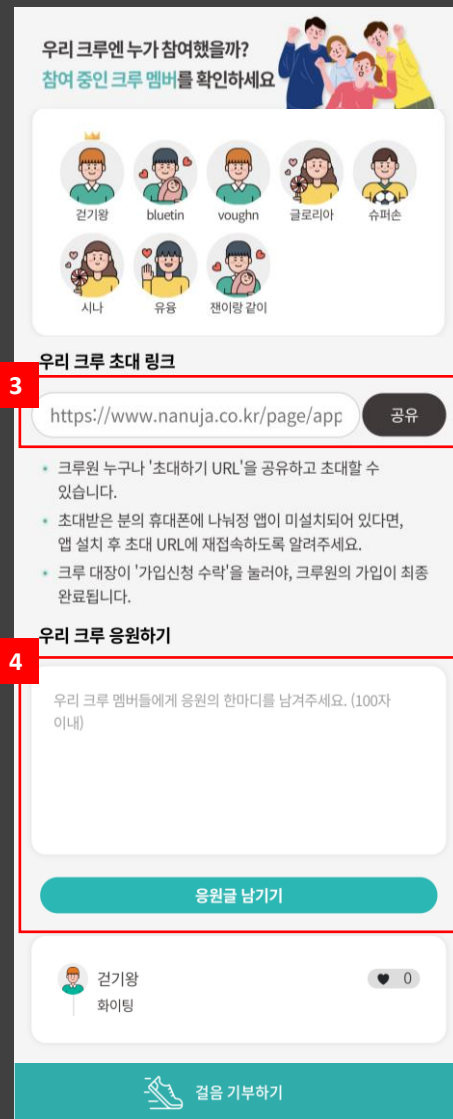 우리 크루엔 누가 참여했을까?
참여 중인 크루 멤버를 확인하세요
걷기왕 bluetin voughn 글로리아 슈퍼손
시나 유융 잰이랑 같이
우리 크루 초대 링크
3
https://www.nanuja.co.kr/page/app 공유
• 크루원 누구나 '초대하기 URL'을 공유하고 초대할 수
있습니다.
• 초대받은 분의 휴대폰에 나눠정 앱이 미설치되어 있다면,
앱 설치 후 초대 URL에 재접속하도록 알려주세요.
• 크루 대장이 '가입신청 수락'을 눌러야, 크루원의 가입이 최종
완료됩니다.
우리 크루 응원하기
4
우리 크루 멤버들에게 응원의 한마디를 남겨주세요. (100자
이내)
응원글 남기기
걷기왕 0
화이팅
걸음 기부하기